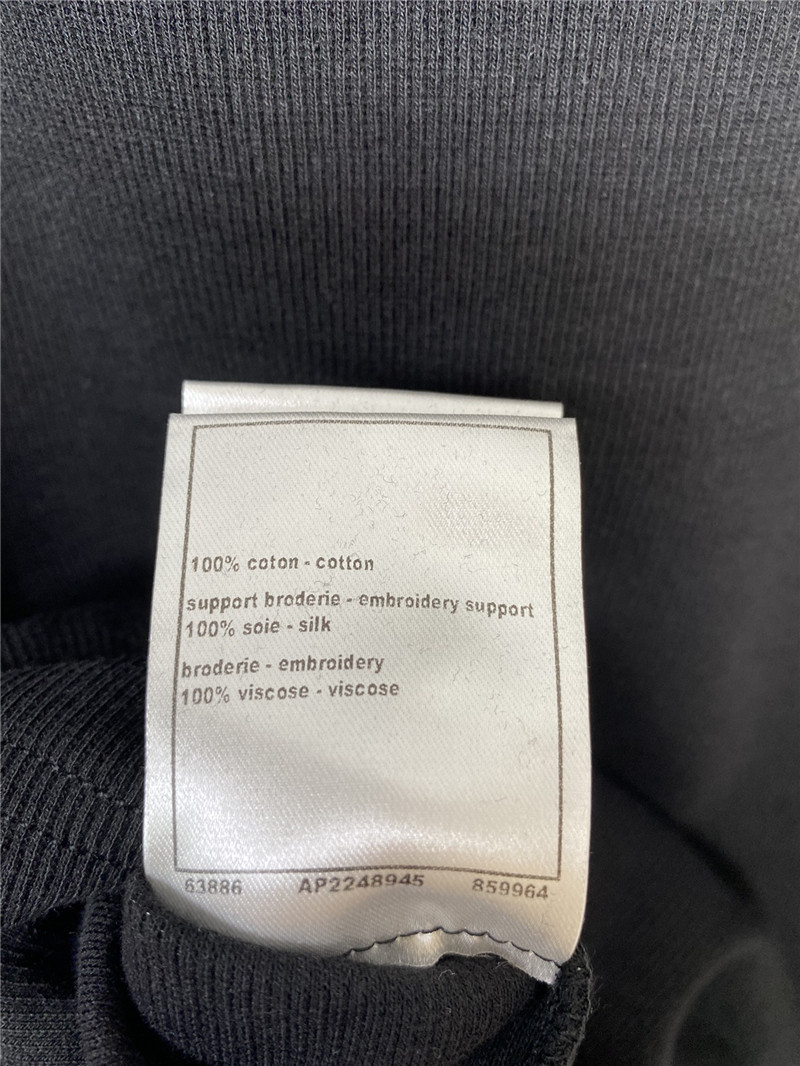 100% coton - cotton
support broderie - embroidery support
100% soie - silk
broderie - embroidery
100% viscose - viscose
63886 AP2248945 859964